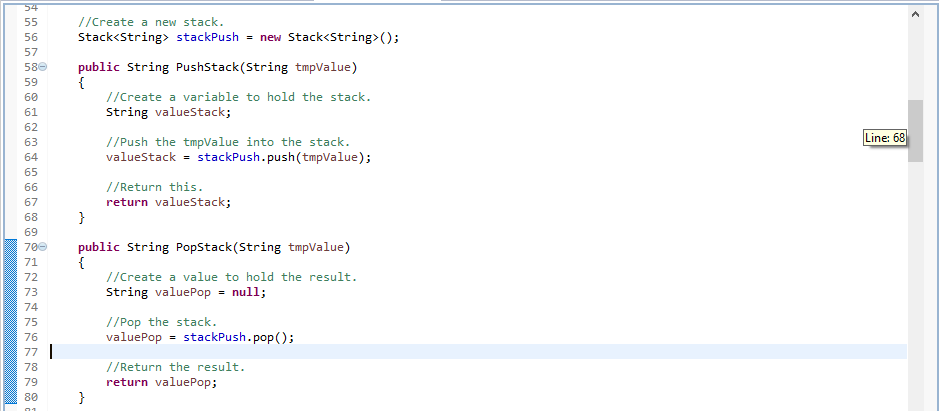 54
55 //Create a new stack.
56 Stack<String> stackPush = new Stack<String>();
57
58 public String PushStack(String tmpValue)
59 {
60 //Create a variable to hold the stack.
61 String valueStack;
62
63 //Push the tmpValue into the stack.
64 valueStack = stackPush.push(tmpValue);
65
66 //Return this.
67 return valueStack;
68 }
69
70 public String PopStack(String tmpValue)
71 {
72 //Create a value to hold the result.
73 String valuePop = null;
74
75 //Pop the stack.
76 valuePop = stackPush.pop();
77
78 //Return the result.
79 return valuePop;
80 }
81
Line: 68